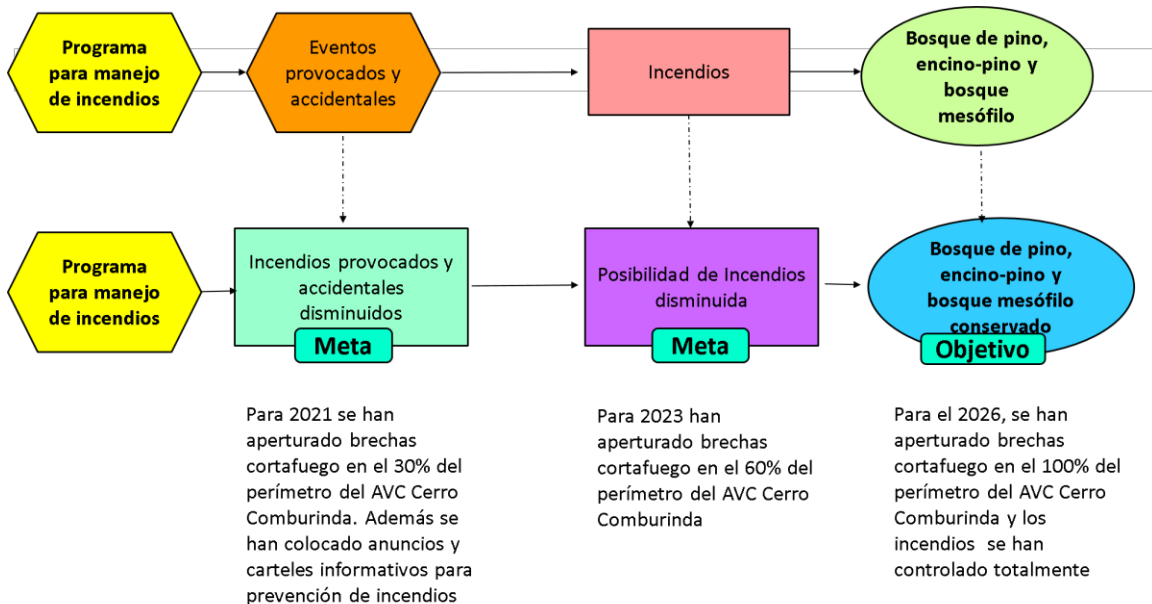 Programa
para manejo
de incendios
Eventos
provocados y
accidentales
Incendios
Bosque de pino,
encino-pino y
bosque
mesófilo
Programa
para manejo
de incendios
Incendios provocados y
accidentales
disminuidos
Meta
Posibilidad de Incendios
disminuida
Meta
Bosque de pino,
encino-pino y
bosque mesófilo
conservado
Objetivo
Para 2021 se han
aperturado brechas
cortafuego en el 30% del
perímetro del AVC Cerro
Comburinda. Además se
han colocado anuncios y
carteles informativos para
prevención de incendios
Para 2023 han
aperturado brechas
cortafuego en el 60% del
perímetro del AVC Cerro
Comburinda
Para el 2026, se han
aperturado brechas
cortafuego en el 100% del
perímetro del AVC Cerro
Comburinda y los
incendios se han
controlado totalmente